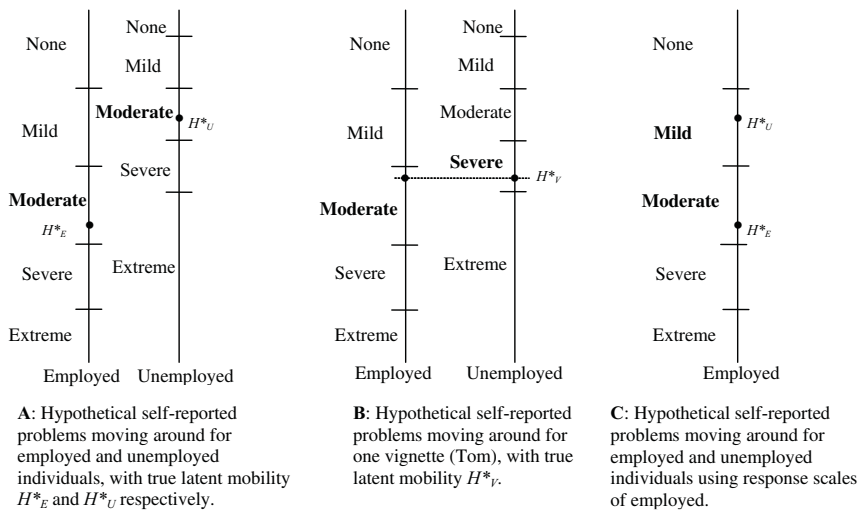 None
Mild
Moderate
H*E
Severe
Extreme
Employed
None
Mild
Moderate
H*U
Severe
Extreme
Unemployed
A: Hypothetical self-reported
problems moving around for
employed and unemployed
individuals, with true latent mobility
H*E and H*U respectively.
None
Mild
Moderate
Severe
Extreme
Employed
None
Mild
Moderate
Severe
H*V
Extreme
Unemployed
B: Hypothetical self-reported
problems moving around for
one vignette (Tom), with true
latent mobility H*V.
None
H*U
Mild
Moderate
H*E
Severe
Extreme
Employed
C: Hypothetical self-reported
problems moving around for
employed and unemployed
individuals using response scales
of employed.